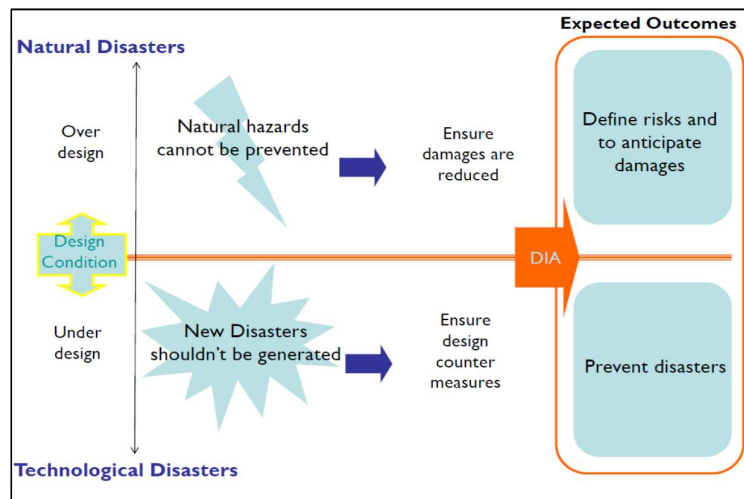 Expected Outcomes
Natural Disasters
Over
design
Natural hazards
cannot be prevented
Ensure
damages are
reduced
Define risks and
to anticipate
damages
Design
Condition
DIA
Under
design
New Disasters
shouldn't be generated
Ensure
design
counter
measures
Prevent disasters
Technological Disasters